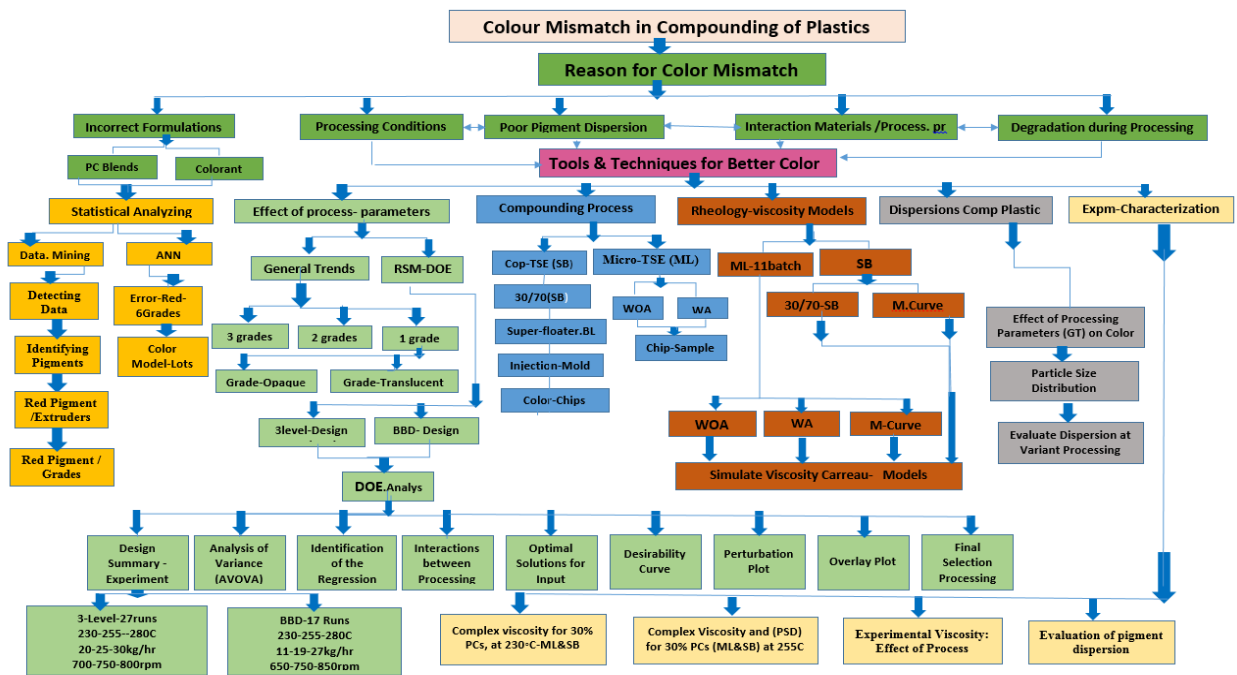 Colour Mismatch in Compounding of Plastics
Reason for Color Mismatch
Incorrect Formulations
Processing Conditions
Poor Pigment Dispersion
Interaction Materials /Process. pr
Degradation during Processing
PC Blends
Colorant
Tools & Techniques for Better Color
Statistical Analyzing
Effect of process- parameters
Compounding Process
Rheology-viscosity Models
Dispersions Comp Plastic
Expm-Characterization
Data. Mining
ANN
General Trends
RSM-DOE
Cop-TSE (SB)
Micro-TSE (ML)
ML-11batch
SB
Detecting
Data
Error-Red-
6Grades
30/70(SB)
WOA
WA
30/70-SB
M.Curve
Effect of Processing
Parameters (GT) on Color
Identifying
Pigments
Color
Model-Lots
3 grades
2 grades
1 grade
Super-floater.BL
Chip-Sample
Injection-Mold
Particle Size
Distribution
Grade-Opaque
Grade-Translucent
Color-Chips
Red Pigment
/Extruders
3level-Design
BBD- Design
WOA
WA
M-Curve
Evaluate Dispersion at
Variant Processing
Red Pigment /
Grades
Simulate Viscosity Carreau- Models
DOE.Analys
Design
Summary -
Experiment
Analysis of
Variance
(AVOVA)
Identification
of the
Regression
Interactions
between
Processing
Optimal
Solutions for
Input
Desirability
Curve
Perturbation
Plot
Overlay Plot
Final
Selection
Processing
3-Level-27runs
230-255--280C
20-25-30kg/hr
700-750-800rpm
BBD-17 Runs
230-255-280C
11-19-27kg/hr
650-750-850rpm
Complex viscosity for 30%
PCs, at 230◦C-ML&SB
Complex Viscosity and (PSD)
for 30% PCs (ML&SB) at 255C
Experimental Viscosity:
Effect of Process
Evaluation of pigment
dispersion